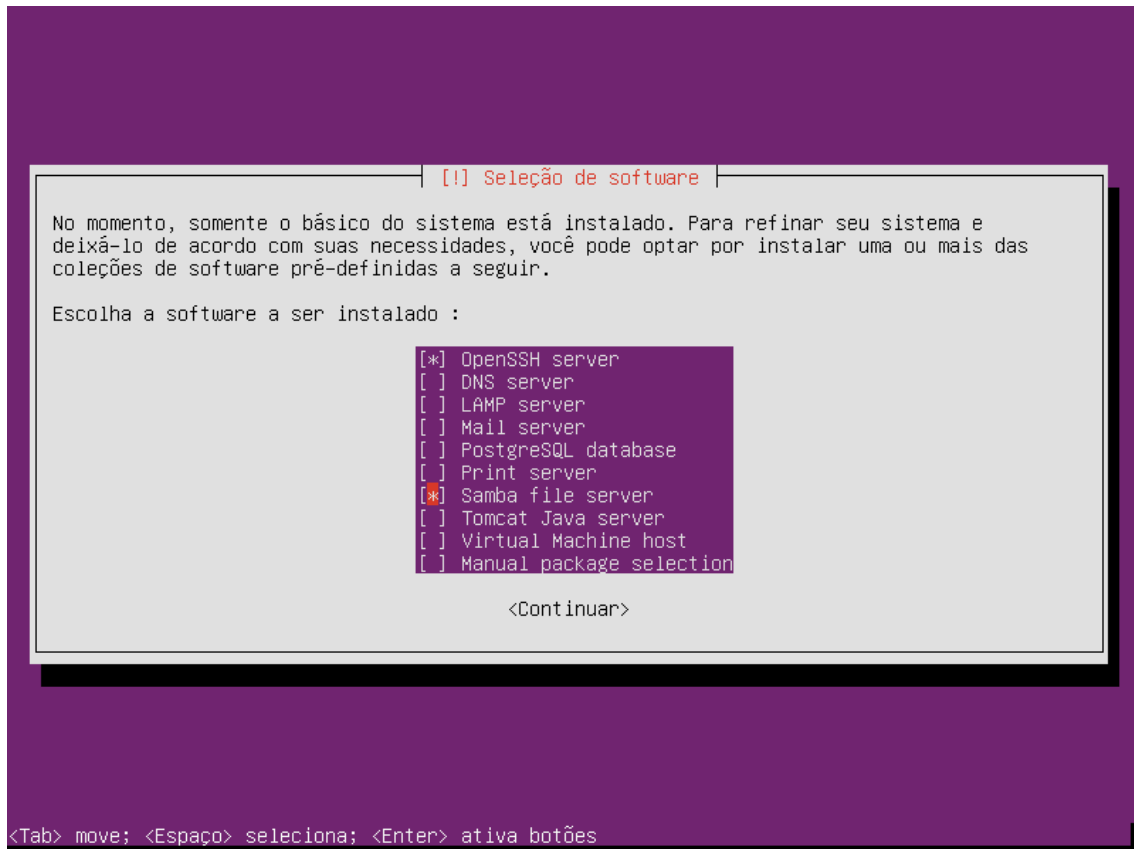 [!] Seleção de software
No momento, somente o básico do sistema está instalado. Para refinar seu sistema e
deixá-lo de acordo com suas necessidades, você pode optar por instalar uma ou mais das
coleções de software pré-definidas a seguir.
Escolha a software a ser instalado :
[*] OpenSSH server
[ ] DNS server
[ ] LAMP server
[ ] Mail server
[ ] PostgreSQL database
[ ] Print server
[*] Samba file server
[ ] Tomcat Java server
[ ] Virtual Machine host
[ ] Manual package selection
<Continuar>
<Tab> move; <Espaço> seleciona; <Enter> ativa botões